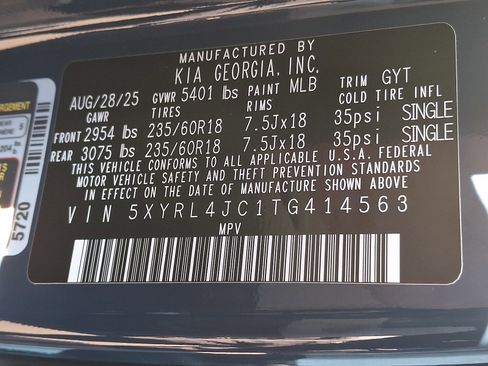 MANUFACTURED BY
KIA GEORGIA, INC.
AUG/28/25 GVWR 5401 lbs PAINT MLB TRIM GYT
GAWR TIRES RIMS COLD TIRE INFL
FRONT 2954 lbs 235/60R18 7.5Jx18 35psi SINGLE
REAR 3075 lbs 235/60R18 7.5Jx18 35psi SINGLE
THIS VEHICLE CONFORMS TO ALL APPLICABLE U.S.A. FEDERAL
MOTOR VEHICLE SAFETY AND THEFT PREVENTION STANDARDS
IN EFFECT ON THE DATE OF MANUFACTURE SHOWN ABOVE
VIN 5XYRL4JC1TG414563
MPV
5720